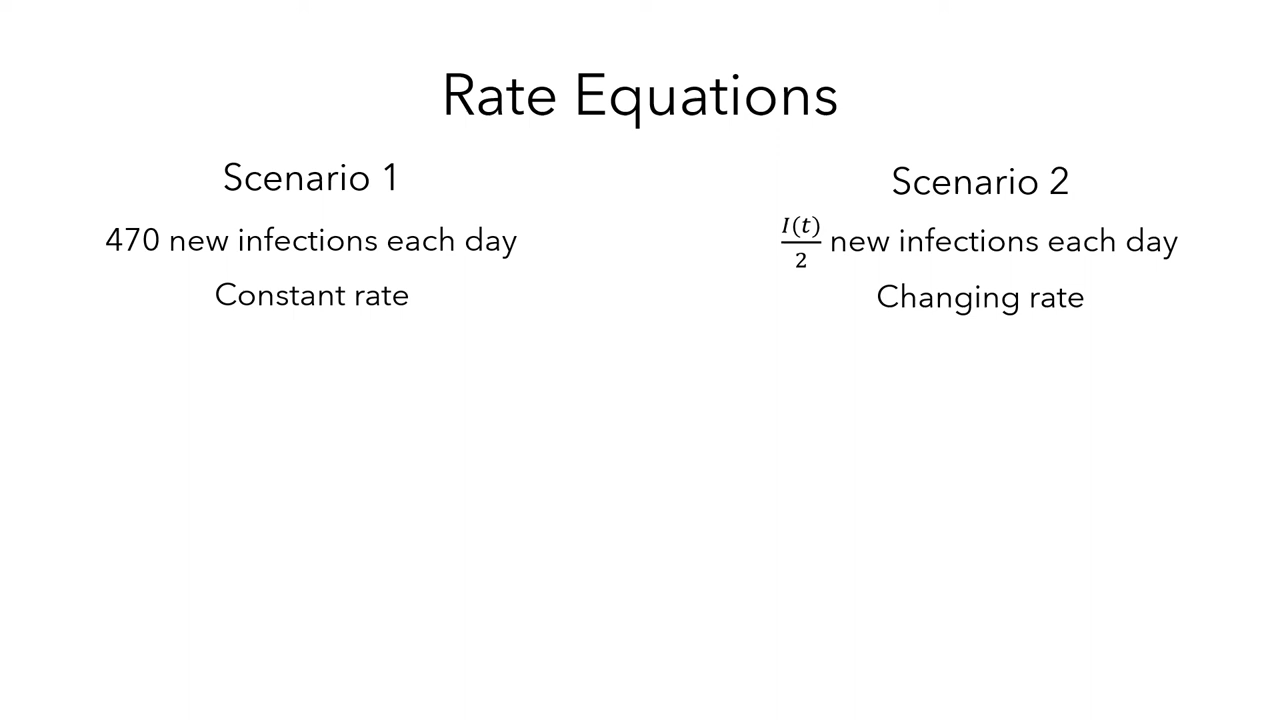 Rate Equations
Scenario 1
470 new infections each day
Constant rate
Scenario 2
I(t)/2 new infections each day
Changing rate